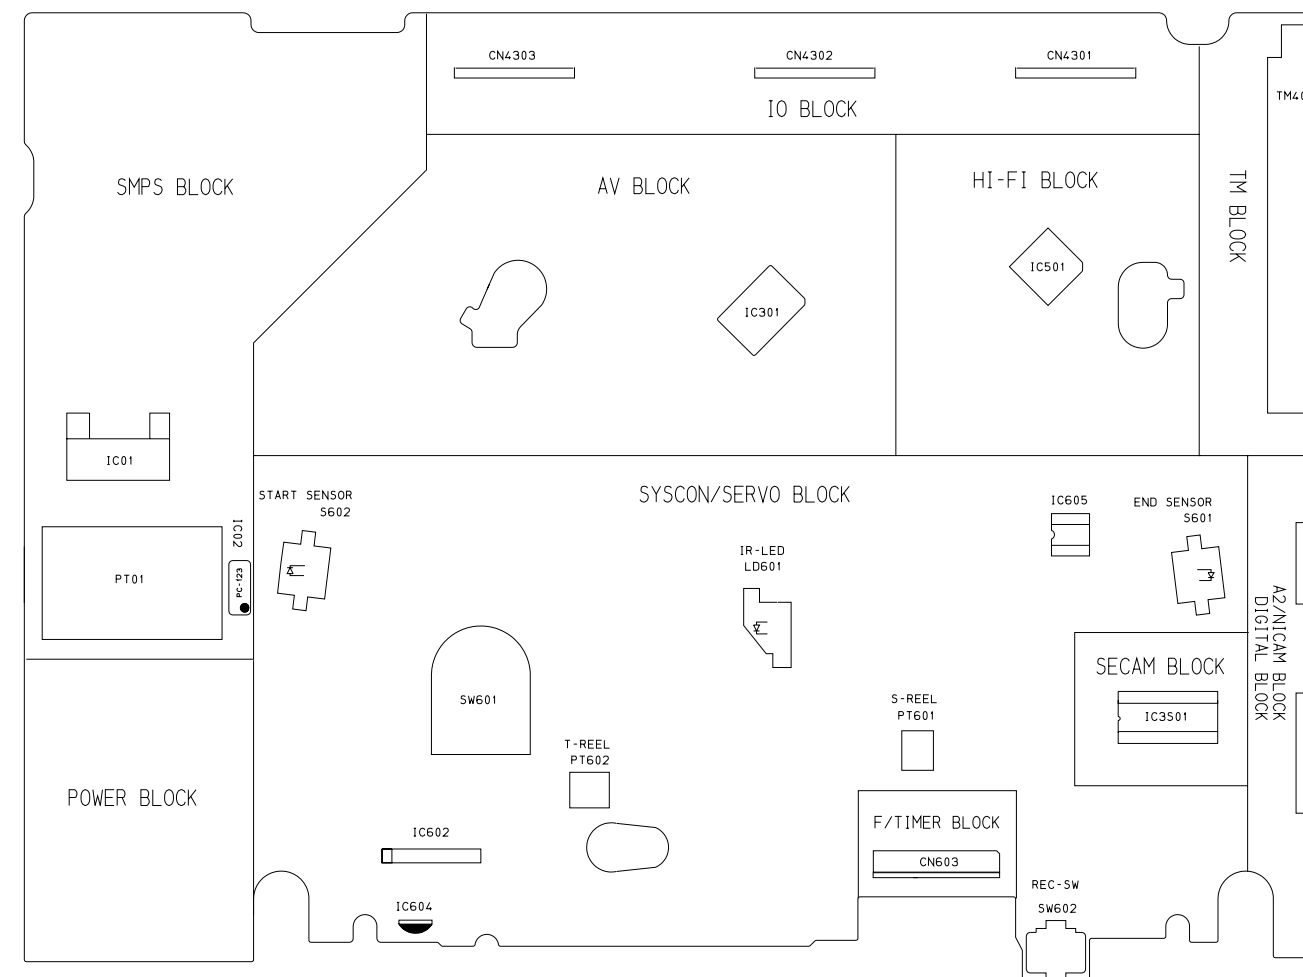 CN4303
CN4302
CN4301
IO BLOCK
SMPS BLOCK
AV BLOCK
HI-FI BLOCK
TM BLOCK
IC501
IC301
IC01
START SENSOR
S602
SYSCON/SERVO BLOCK
IC605
END SENSOR
S601
IC02
IR-LED
LD601
PT01
PC-123
A2/NICAM BLOCK
DIGITAL BLOCK
SECAM BLOCK
SW601
S-REEL
PT601
IC3S01
T-REEL
PT602
POWER BLOCK
F/TIMER BLOCK
IC602
CN603
REC-SW
SW602
IC604